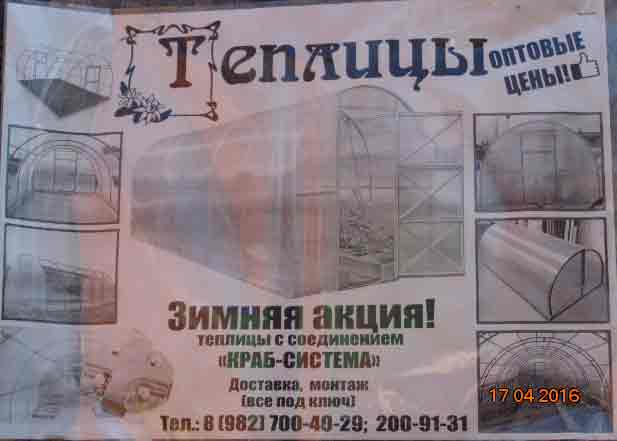 Теплицы
ОПТОВЫЕ
ЦЕНЫ!
Зимняя акция!
теплицы с соединением
«КРАБ-СИСТЕМА»
Доставка, монтаж
(все под ключ)
Тел.: 8 (982) 700-40-29; 200-91-31
17 04 2016